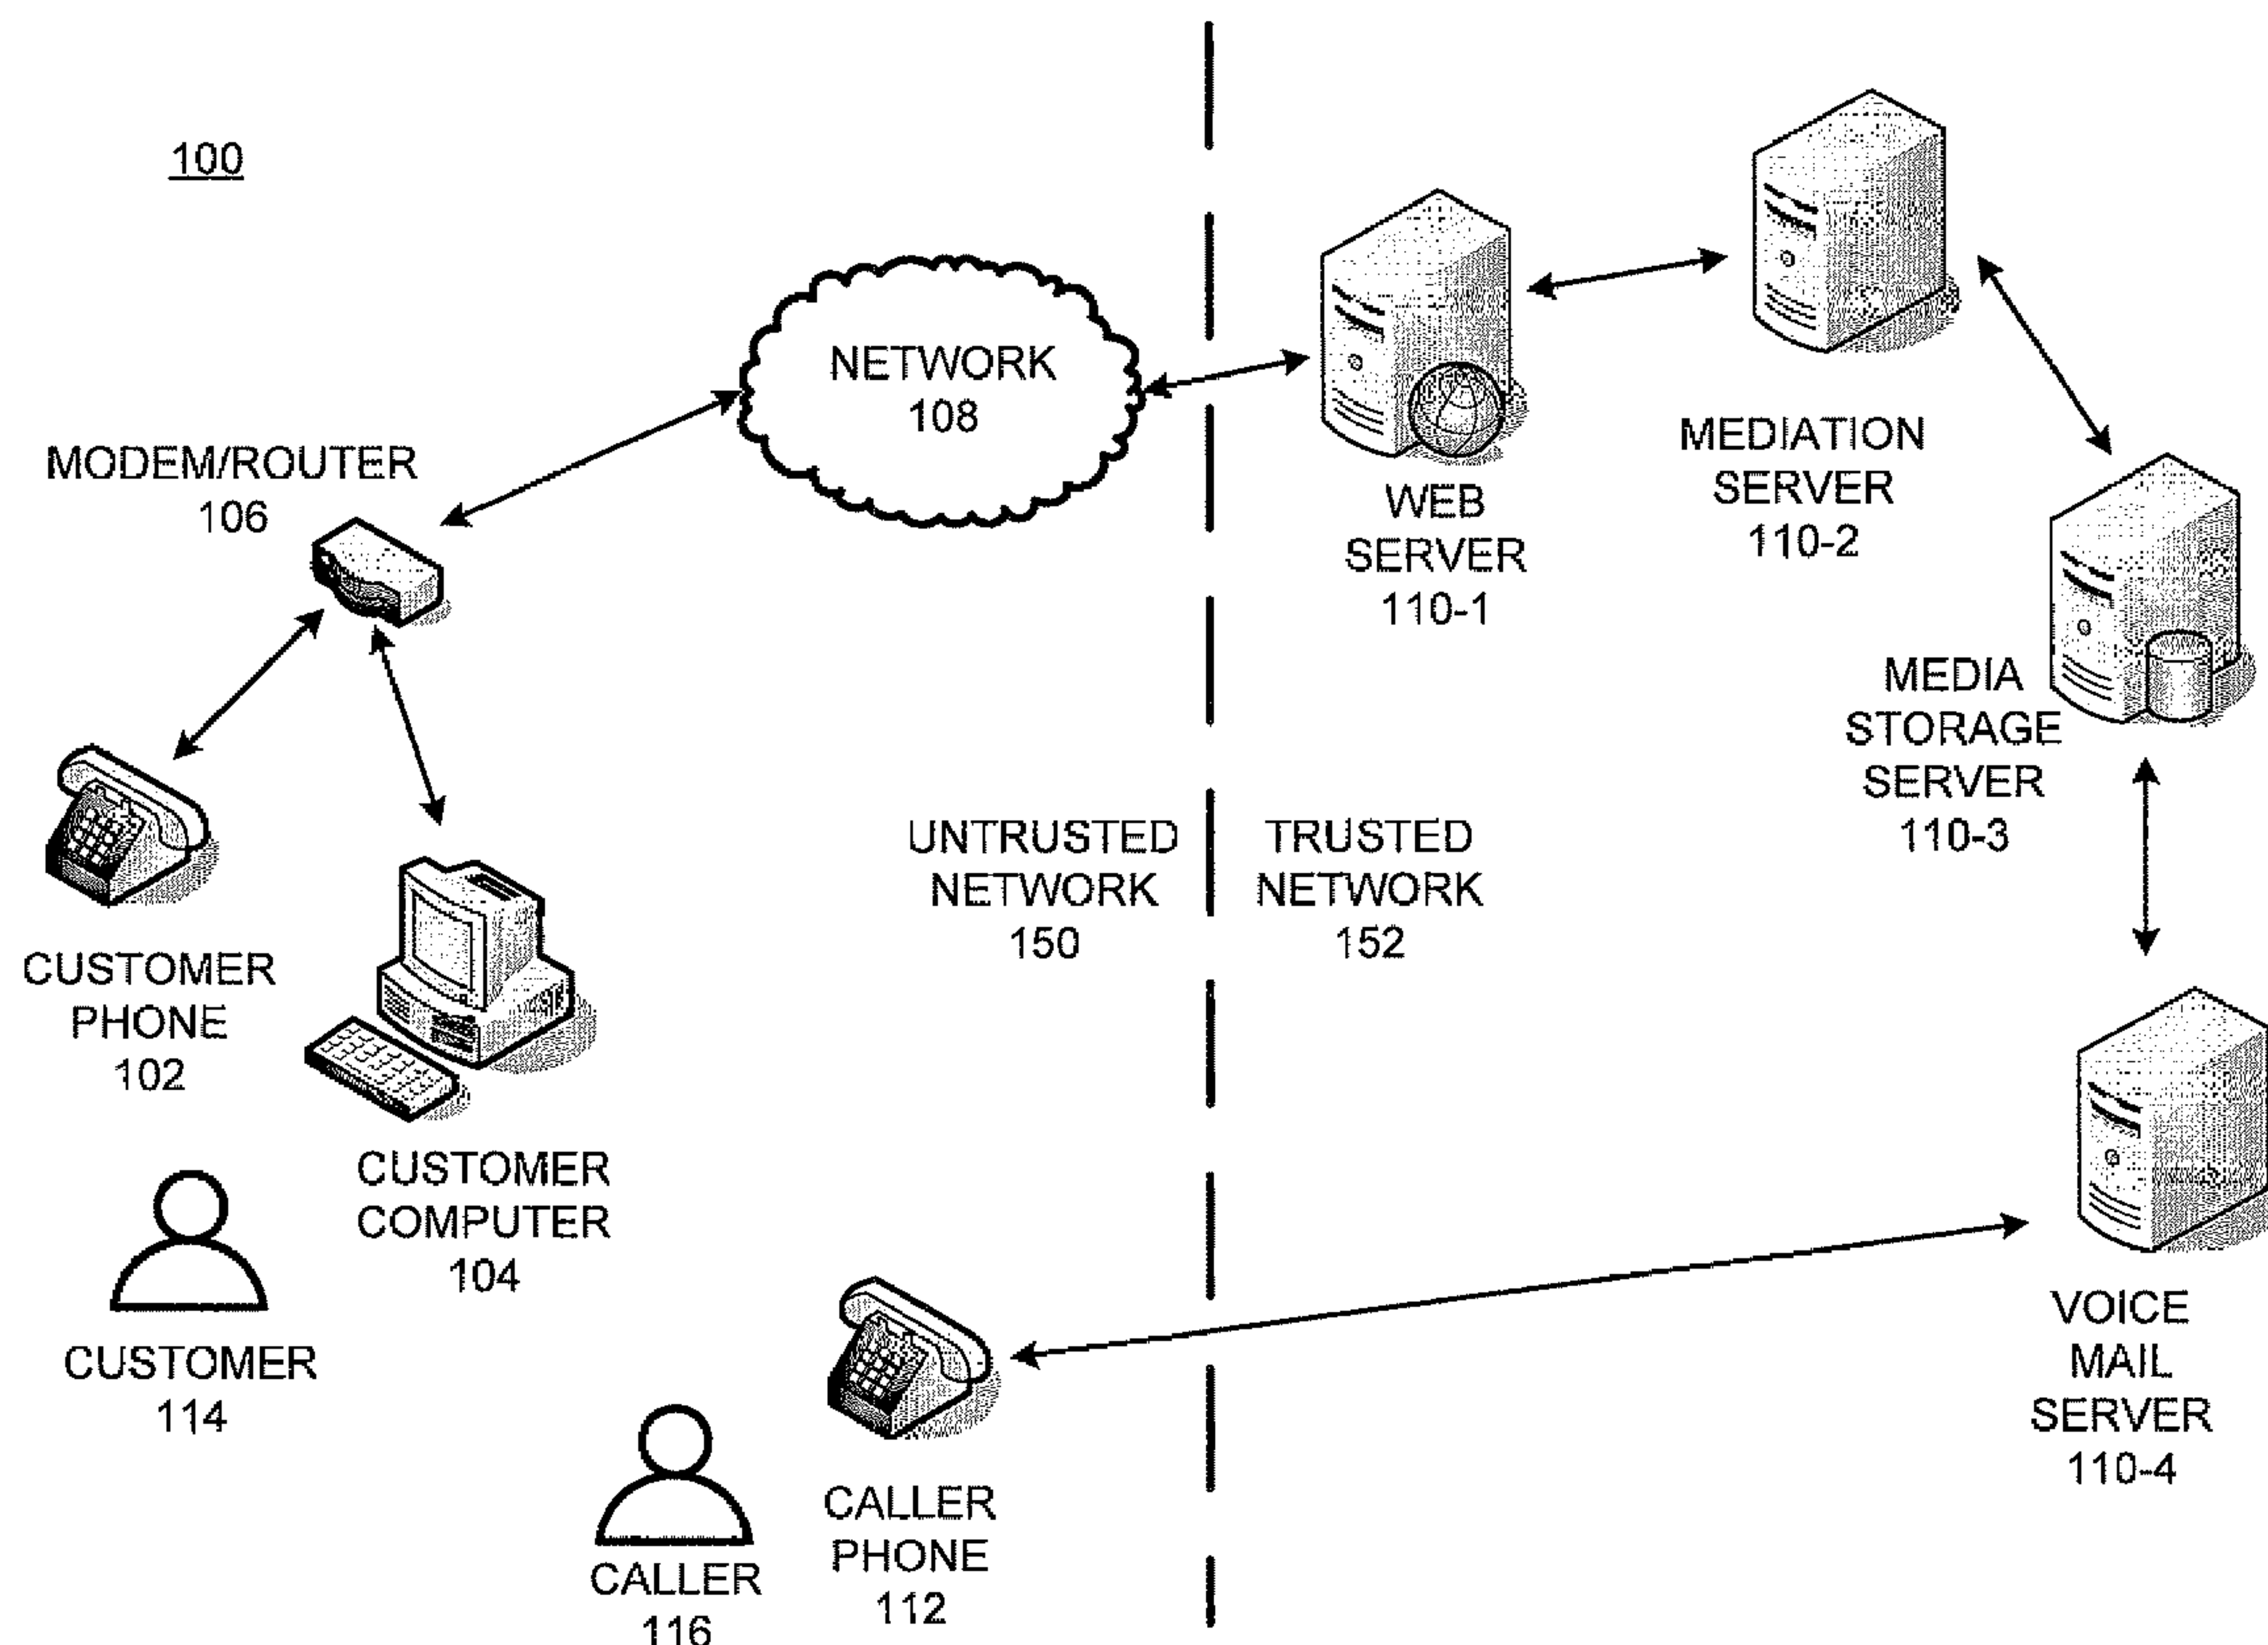 100
NETWORK
108
MODEM/ROUTER
106
WEB
SERVER
110-1
MEDIATION
SERVER
110-2
MEDIA
STORAGE
SERVER
110-3
UNTRUSTED
NETWORK
150
TRUSTED
NETWORK
152
CUSTOMER
PHONE
102
CUSTOMER
COMPUTER
104
CUSTOMER
114
CALLER
116
CALLER
PHONE
112
VOICE
MAIL
SERVER
110-4